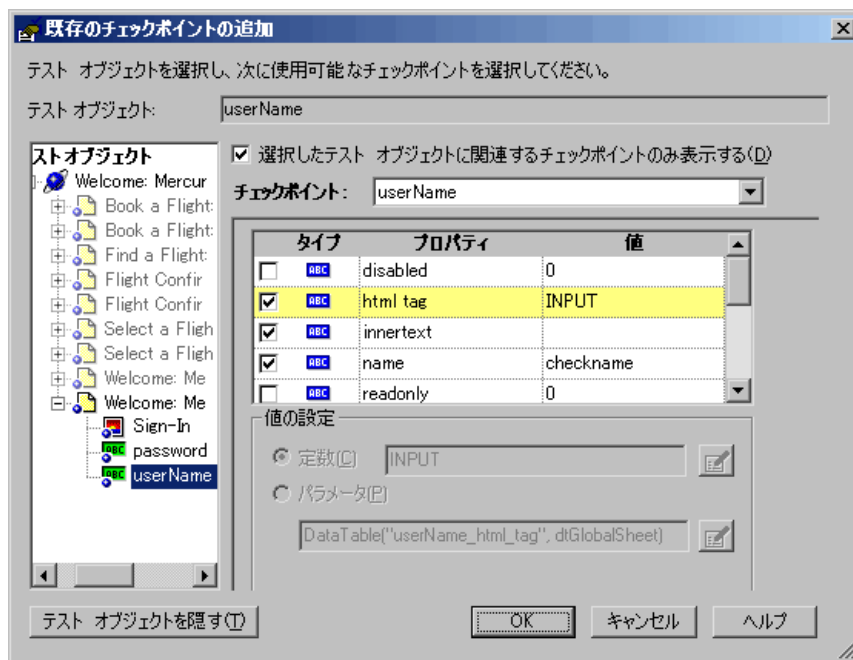 既存のチェックポイントの追加
テスト オブジェクトを選択し、次に使用可能なチェックポイントを選択してください。
テスト オブジェクト:
userName
ストオブジェクト
Welcome: Mercur
Book a Flight:
Book a Flight:
Find a Flight:
Flight Confir
Flight Confir
Select a Fligh
Select a Fligh
Welcome: Me
Welcome: Me
Sign-In
ABC password
ABC userName
選択したテスト オブジェクトに関連するチェックポイントのみ表示する(D)
チェックポイント: userName
タイプ プロパティ 値
ABC disabled 0
ABC html tag INPUT
ABC innertext
ABC name checkname
ABC readonly 0
値の設定
定数(C) INPUT
パラメータ(P)
DataTable("userName_html_tag", dtGlobalSheet)
テスト オブジェクトを隠す(T)
OK
キャンセル
ヘルプ